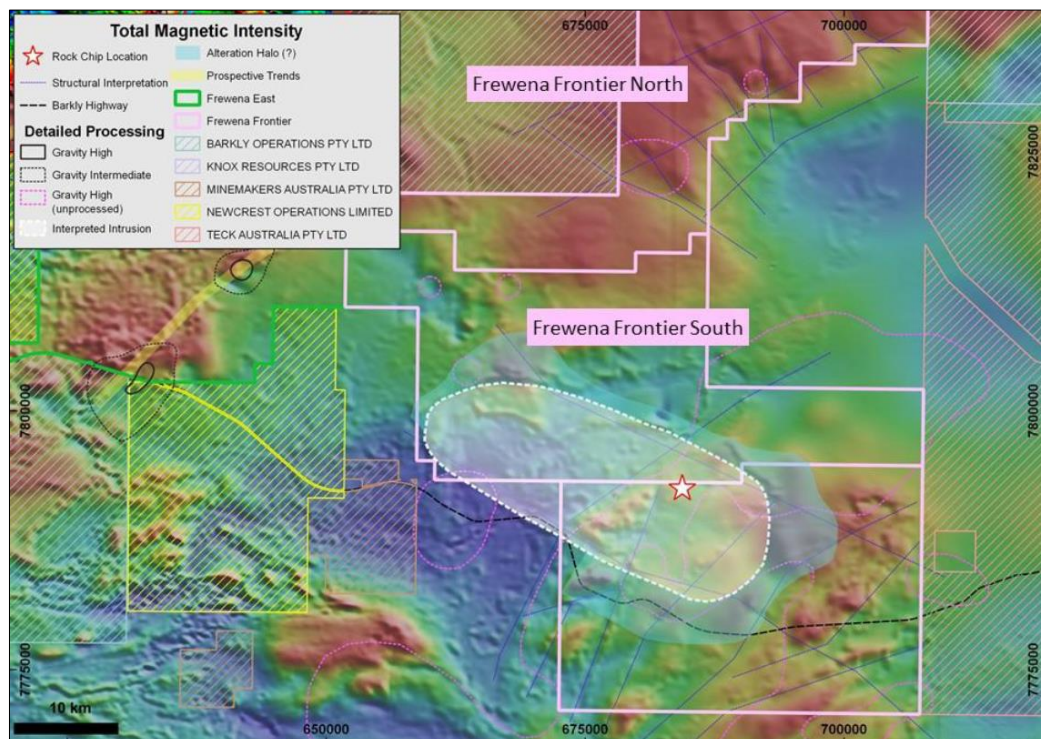 Total Magnetic Intensity
Rock Chip Location
Structural Interpretation
Barkly Highway
Detailed Processing
Gravity High
Gravity Intermediate
Gravity High
(unprocessed)
Interpreted Intrusion
Alteration Halo (?)
Prospective Trends
Frewena East
Frewena Frontier
BARKLY OPERATIONS PTY LTD
KNOX RESOURCES PTY LTD
MINEMAKERS AUSTRALIA PTY LTD
NEWCREST OPERATIONS LIMITED
TECK AUSTRALIA PTY LTD
675000
700000
Frewena Frontier North
7825000
Frewena Frontier South
7800000
7800000
7775000
7775000
10 km
650000
675000
700000